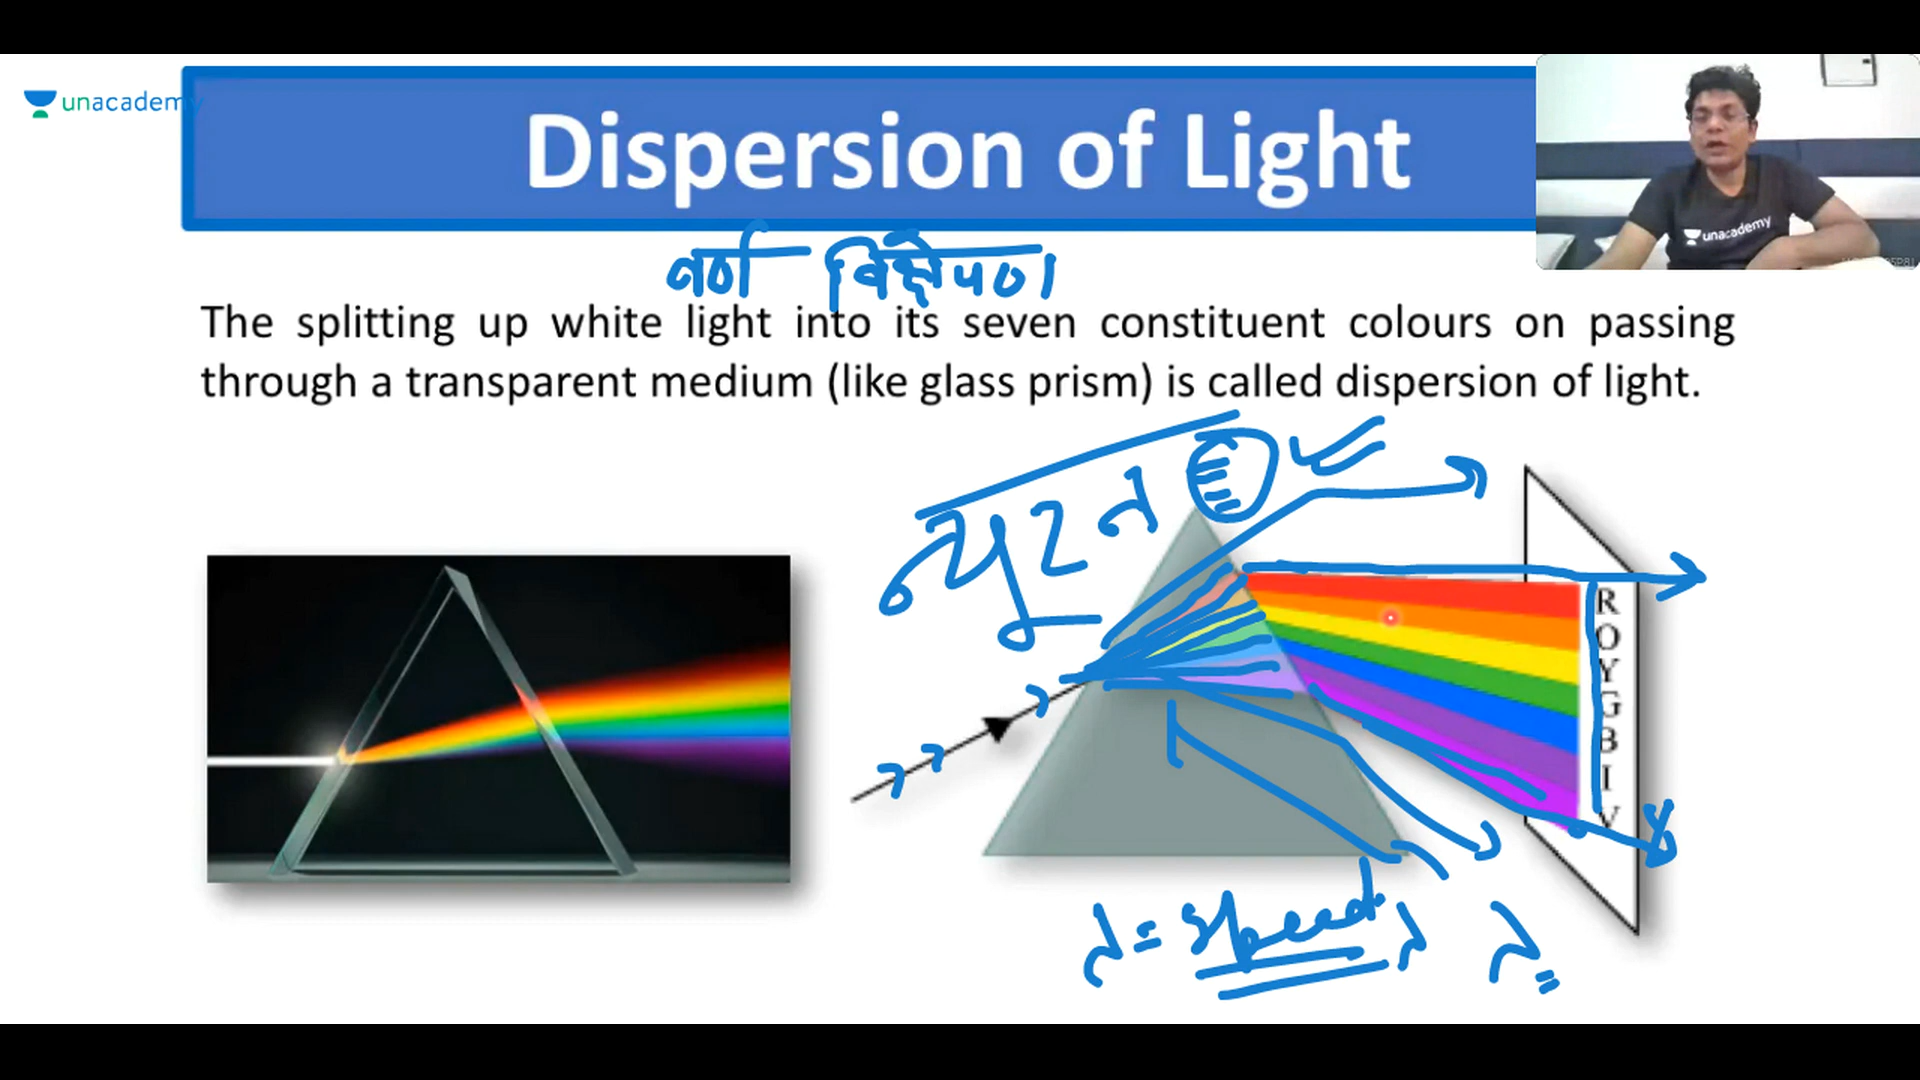 unacademy
Dispersion of Light
unacademy
वर्ण विक्षेपण
The splitting up white light into its seven constituent colours on passing
through a transparent medium (like glass prism) is called dispersion of light.
न्यूटन
R
O
Y
G
B
I
V
λ = speed λ λ